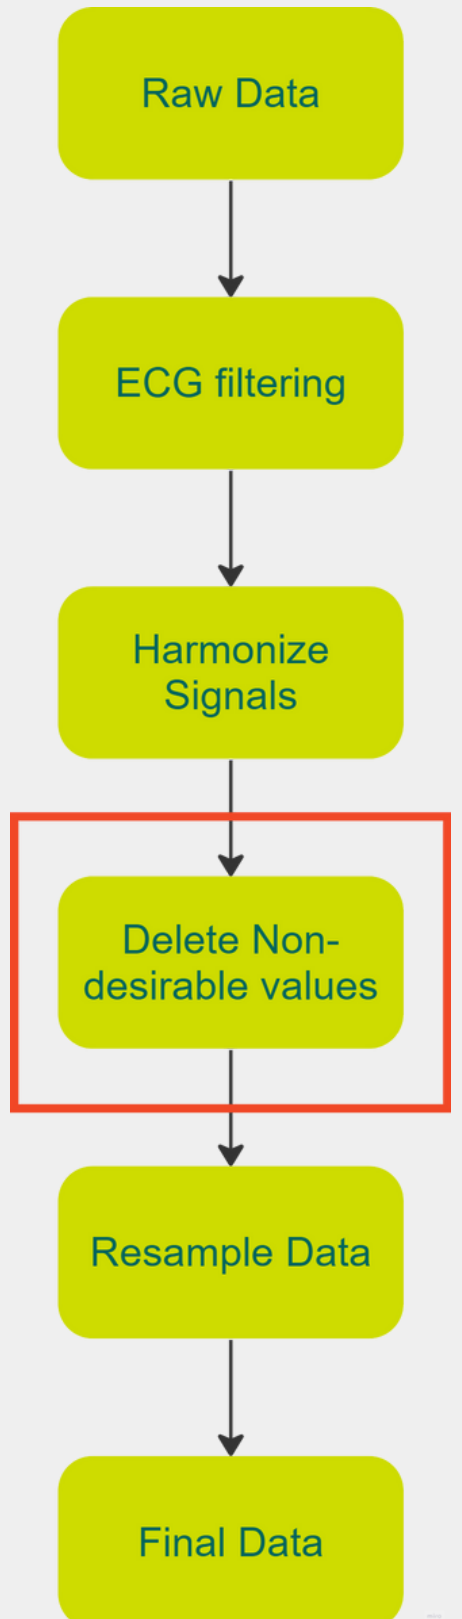 Raw Data
ECG filtering
Harmonize
Signals
Delete Non-
desirable values
Resample Data
Final Data